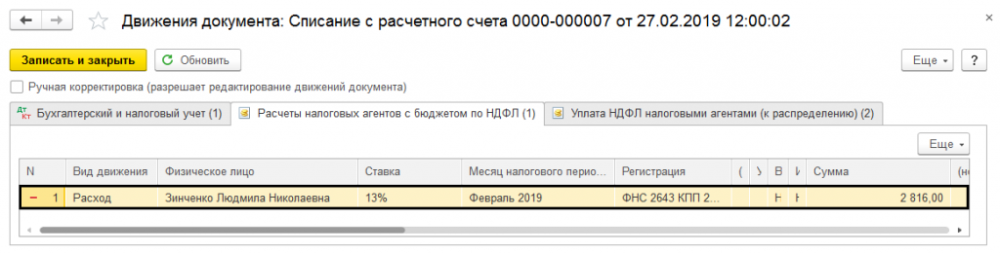 Движения документа: Списание с расчетного счета 0000-000007 от 27.02.2019 12:00:02
Записать и закрыть Обновить Еще ?
Ручная корректировка (разрешает редактирование движений документа)
Дт Кт Бухгалтерский и налоговый учет (1) Расчеты налоговых агентов с бюджетом по НДФЛ (1) Уплата НДФЛ налоговыми агентами (к распределению) (2)
Еще
N Вид движения Физическое лицо Ставка Месяц налогового перио... Регистрация ( У В И Сумма (не
1 Расход Зинченко Людмила Николаевна 13% Февраль 2019 ФНС 2643 КПП 2... Н Н 2 816,00